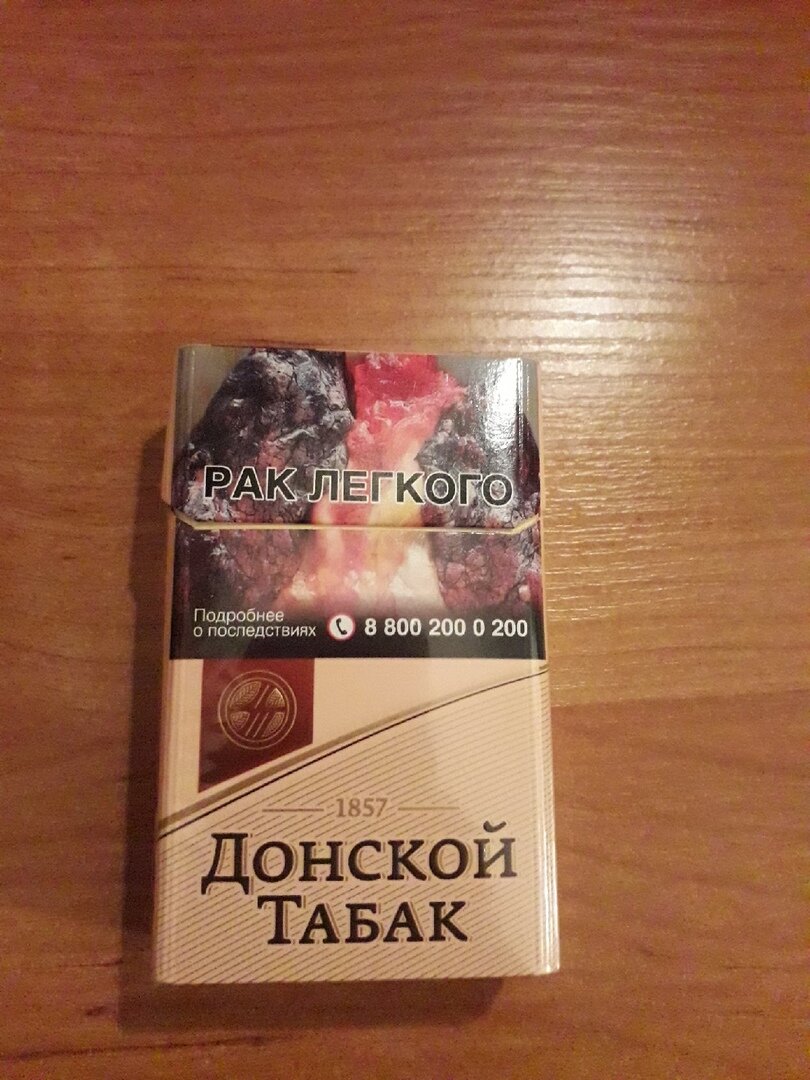 РАК ЛЕГКОГО
Подробнее
о последствиях
8 800 200 0 200
1857
ДОНСКОЙ
ТАБАК